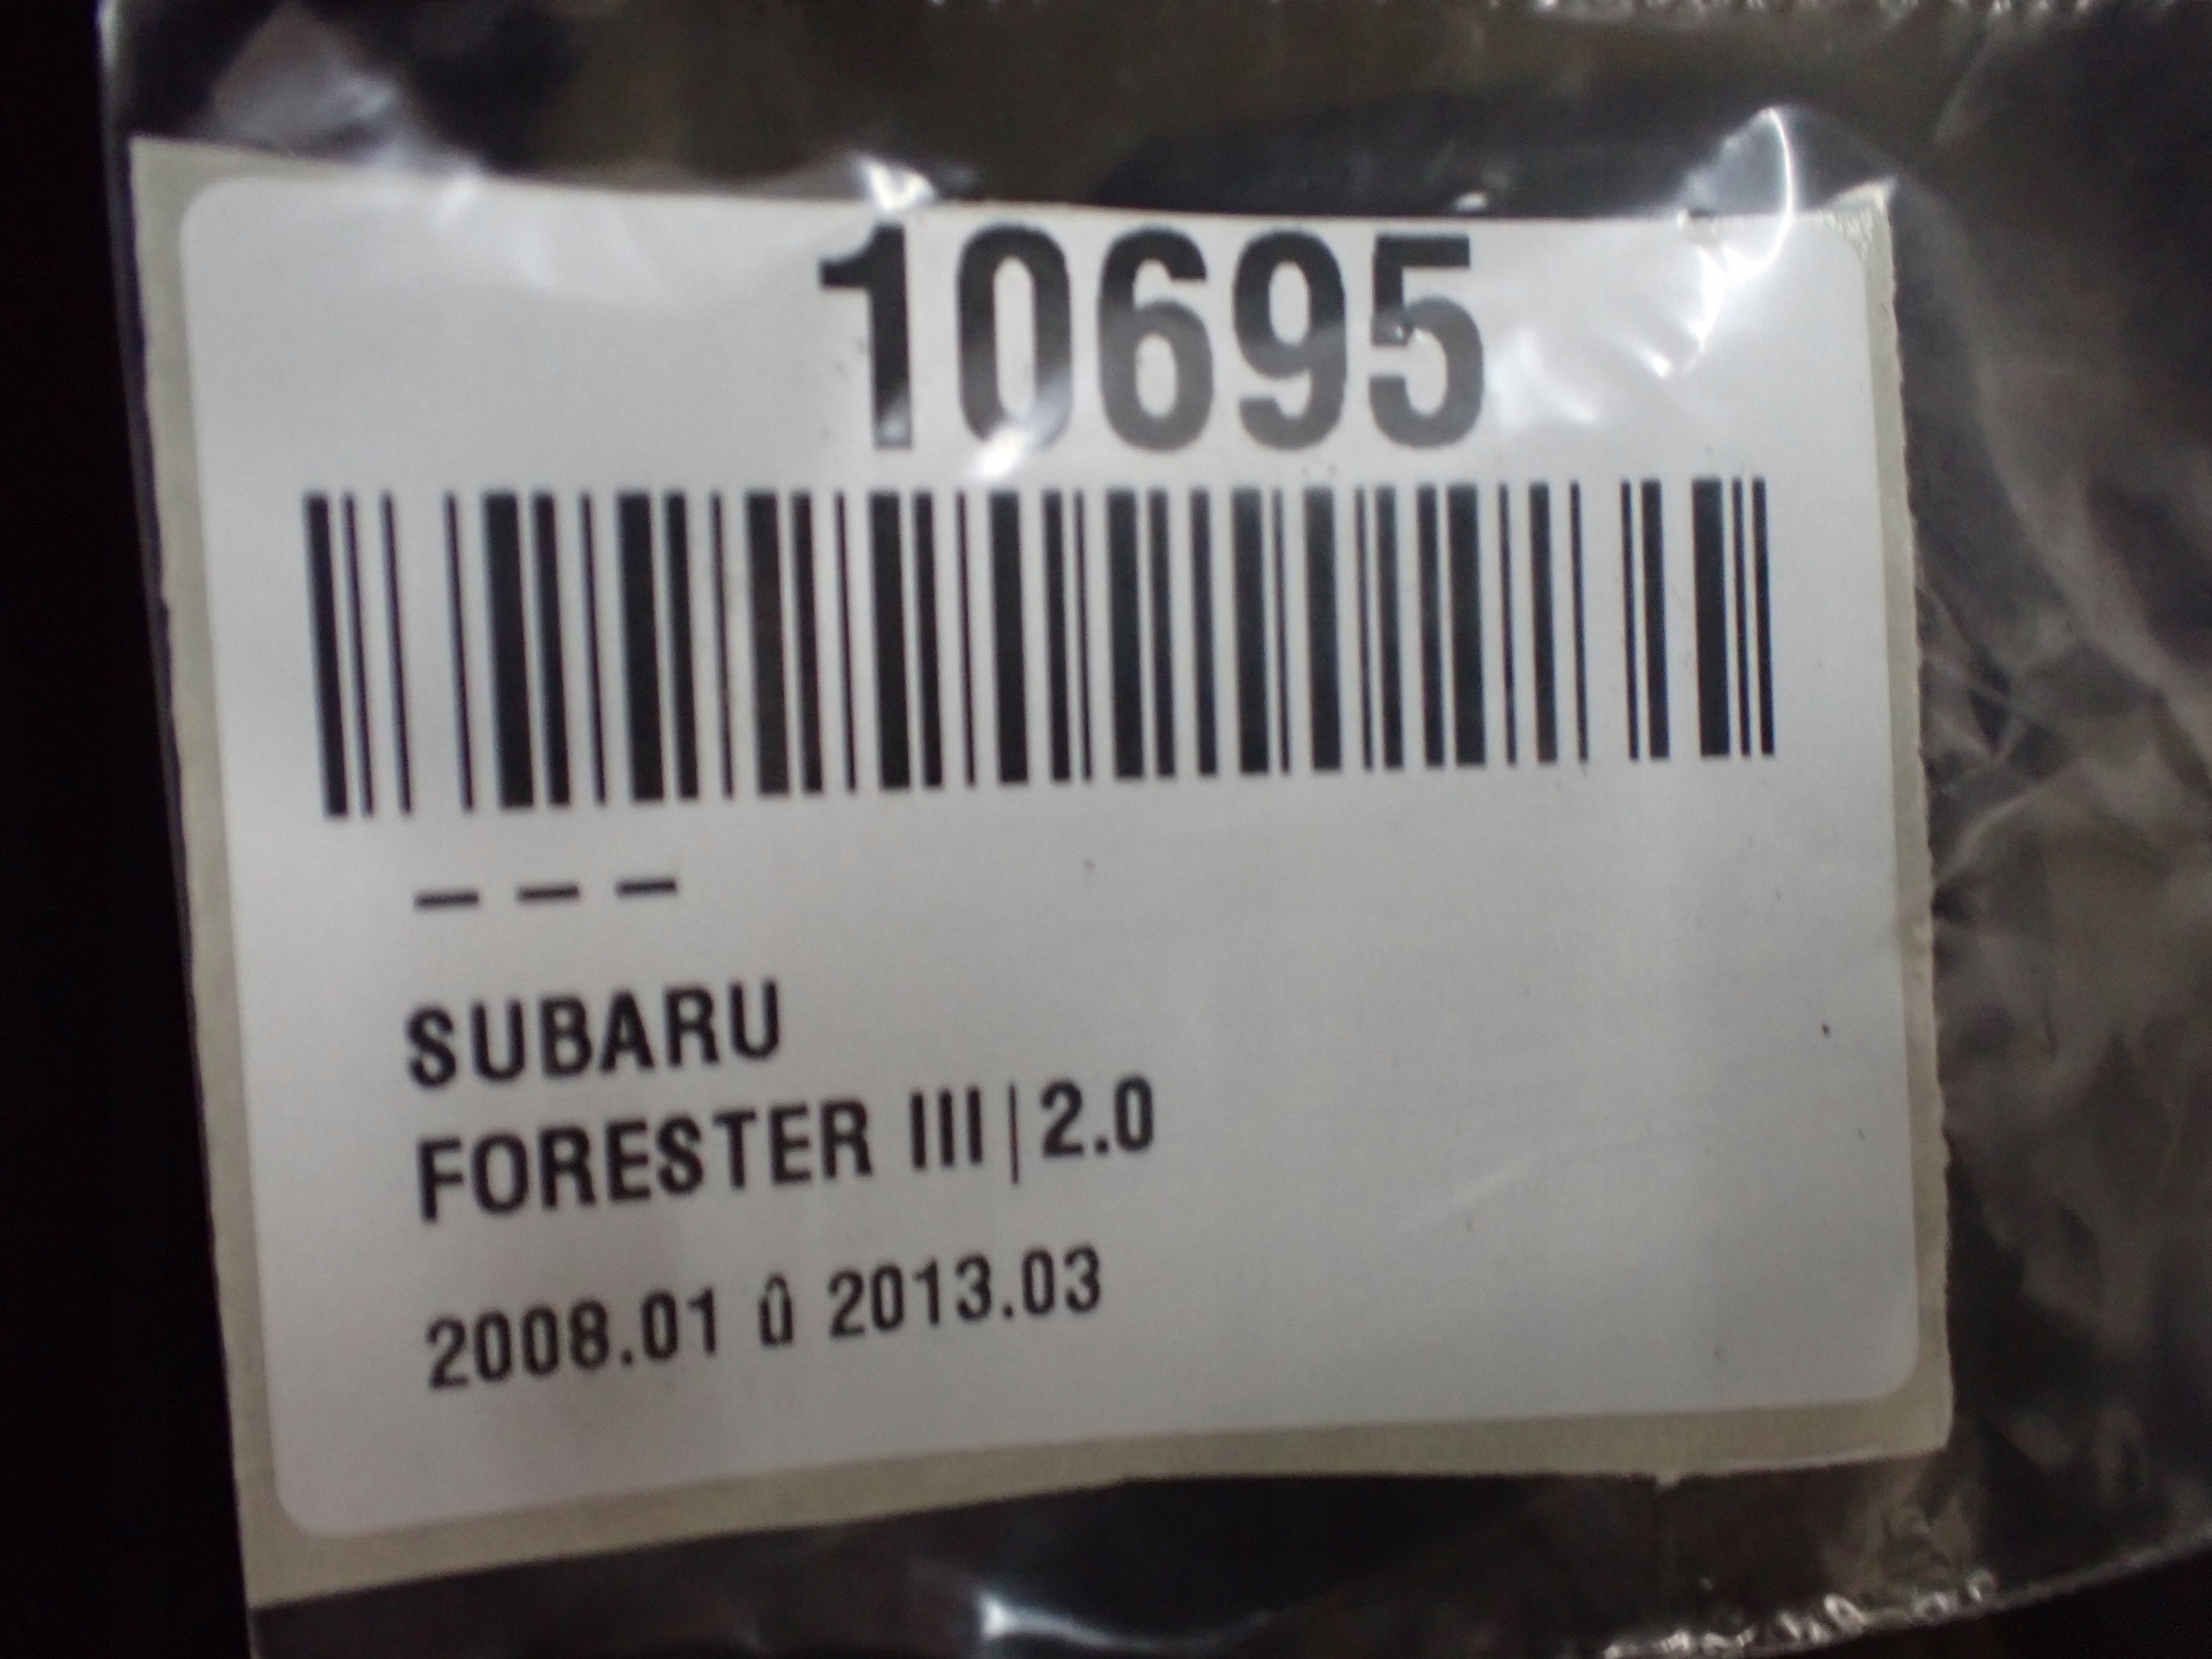 10695
– – –
SUBARU
FORESTER III|2.0
2008.01 û 2013.03